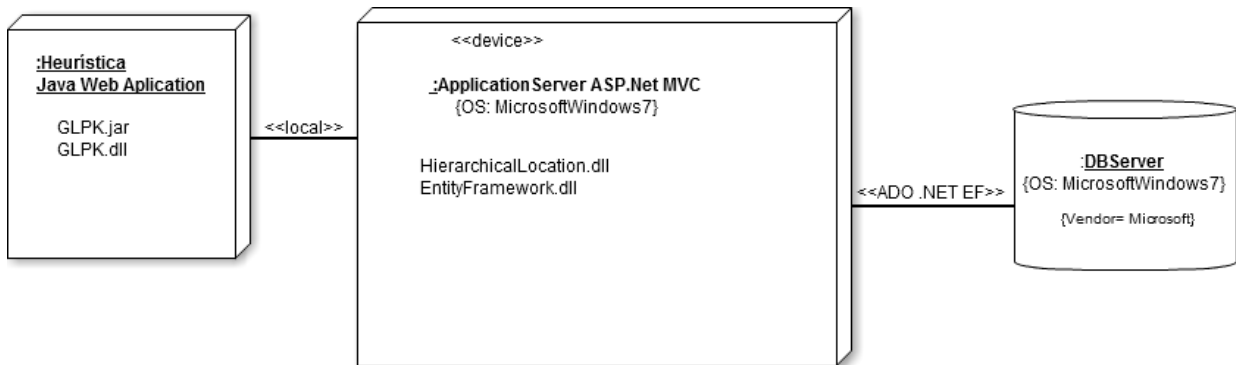 :Heurística
Java Web Aplication
GLPK.jar
GLPK.dll
<<local>>
<<device>>
:ApplicationServer ASP.Net MVC
{OS: MicrosoftWindows7}
HierarchicalLocation.dll
EntityFramework.dll
<<ADO .NET EF>>
:DBServer
{OS: MicrosoftWindows7}
{Vendor= Microsoft}